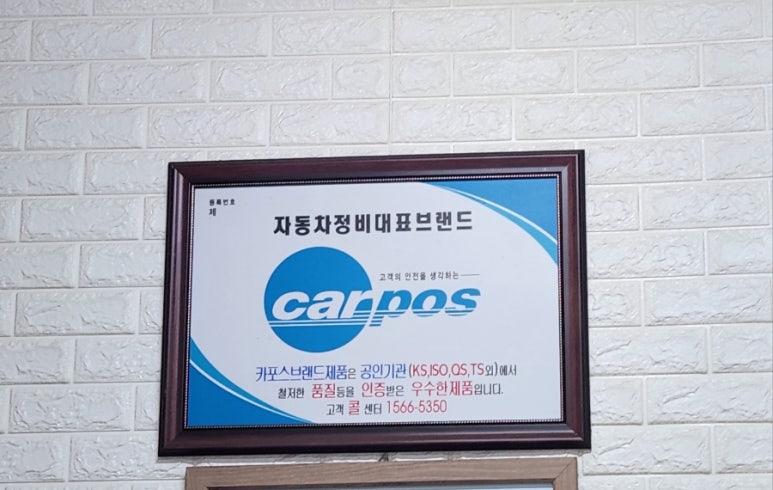 등록번호
제
자동차정비대표브랜드
고객의 안전을 생각하는
carpos
카포스브랜드제품은 공인기관(KS,ISO,QS,TS외)에서
철저한 품질등을 인증받은 우수한제품입니다.
고객 콜 센터 1566-5350